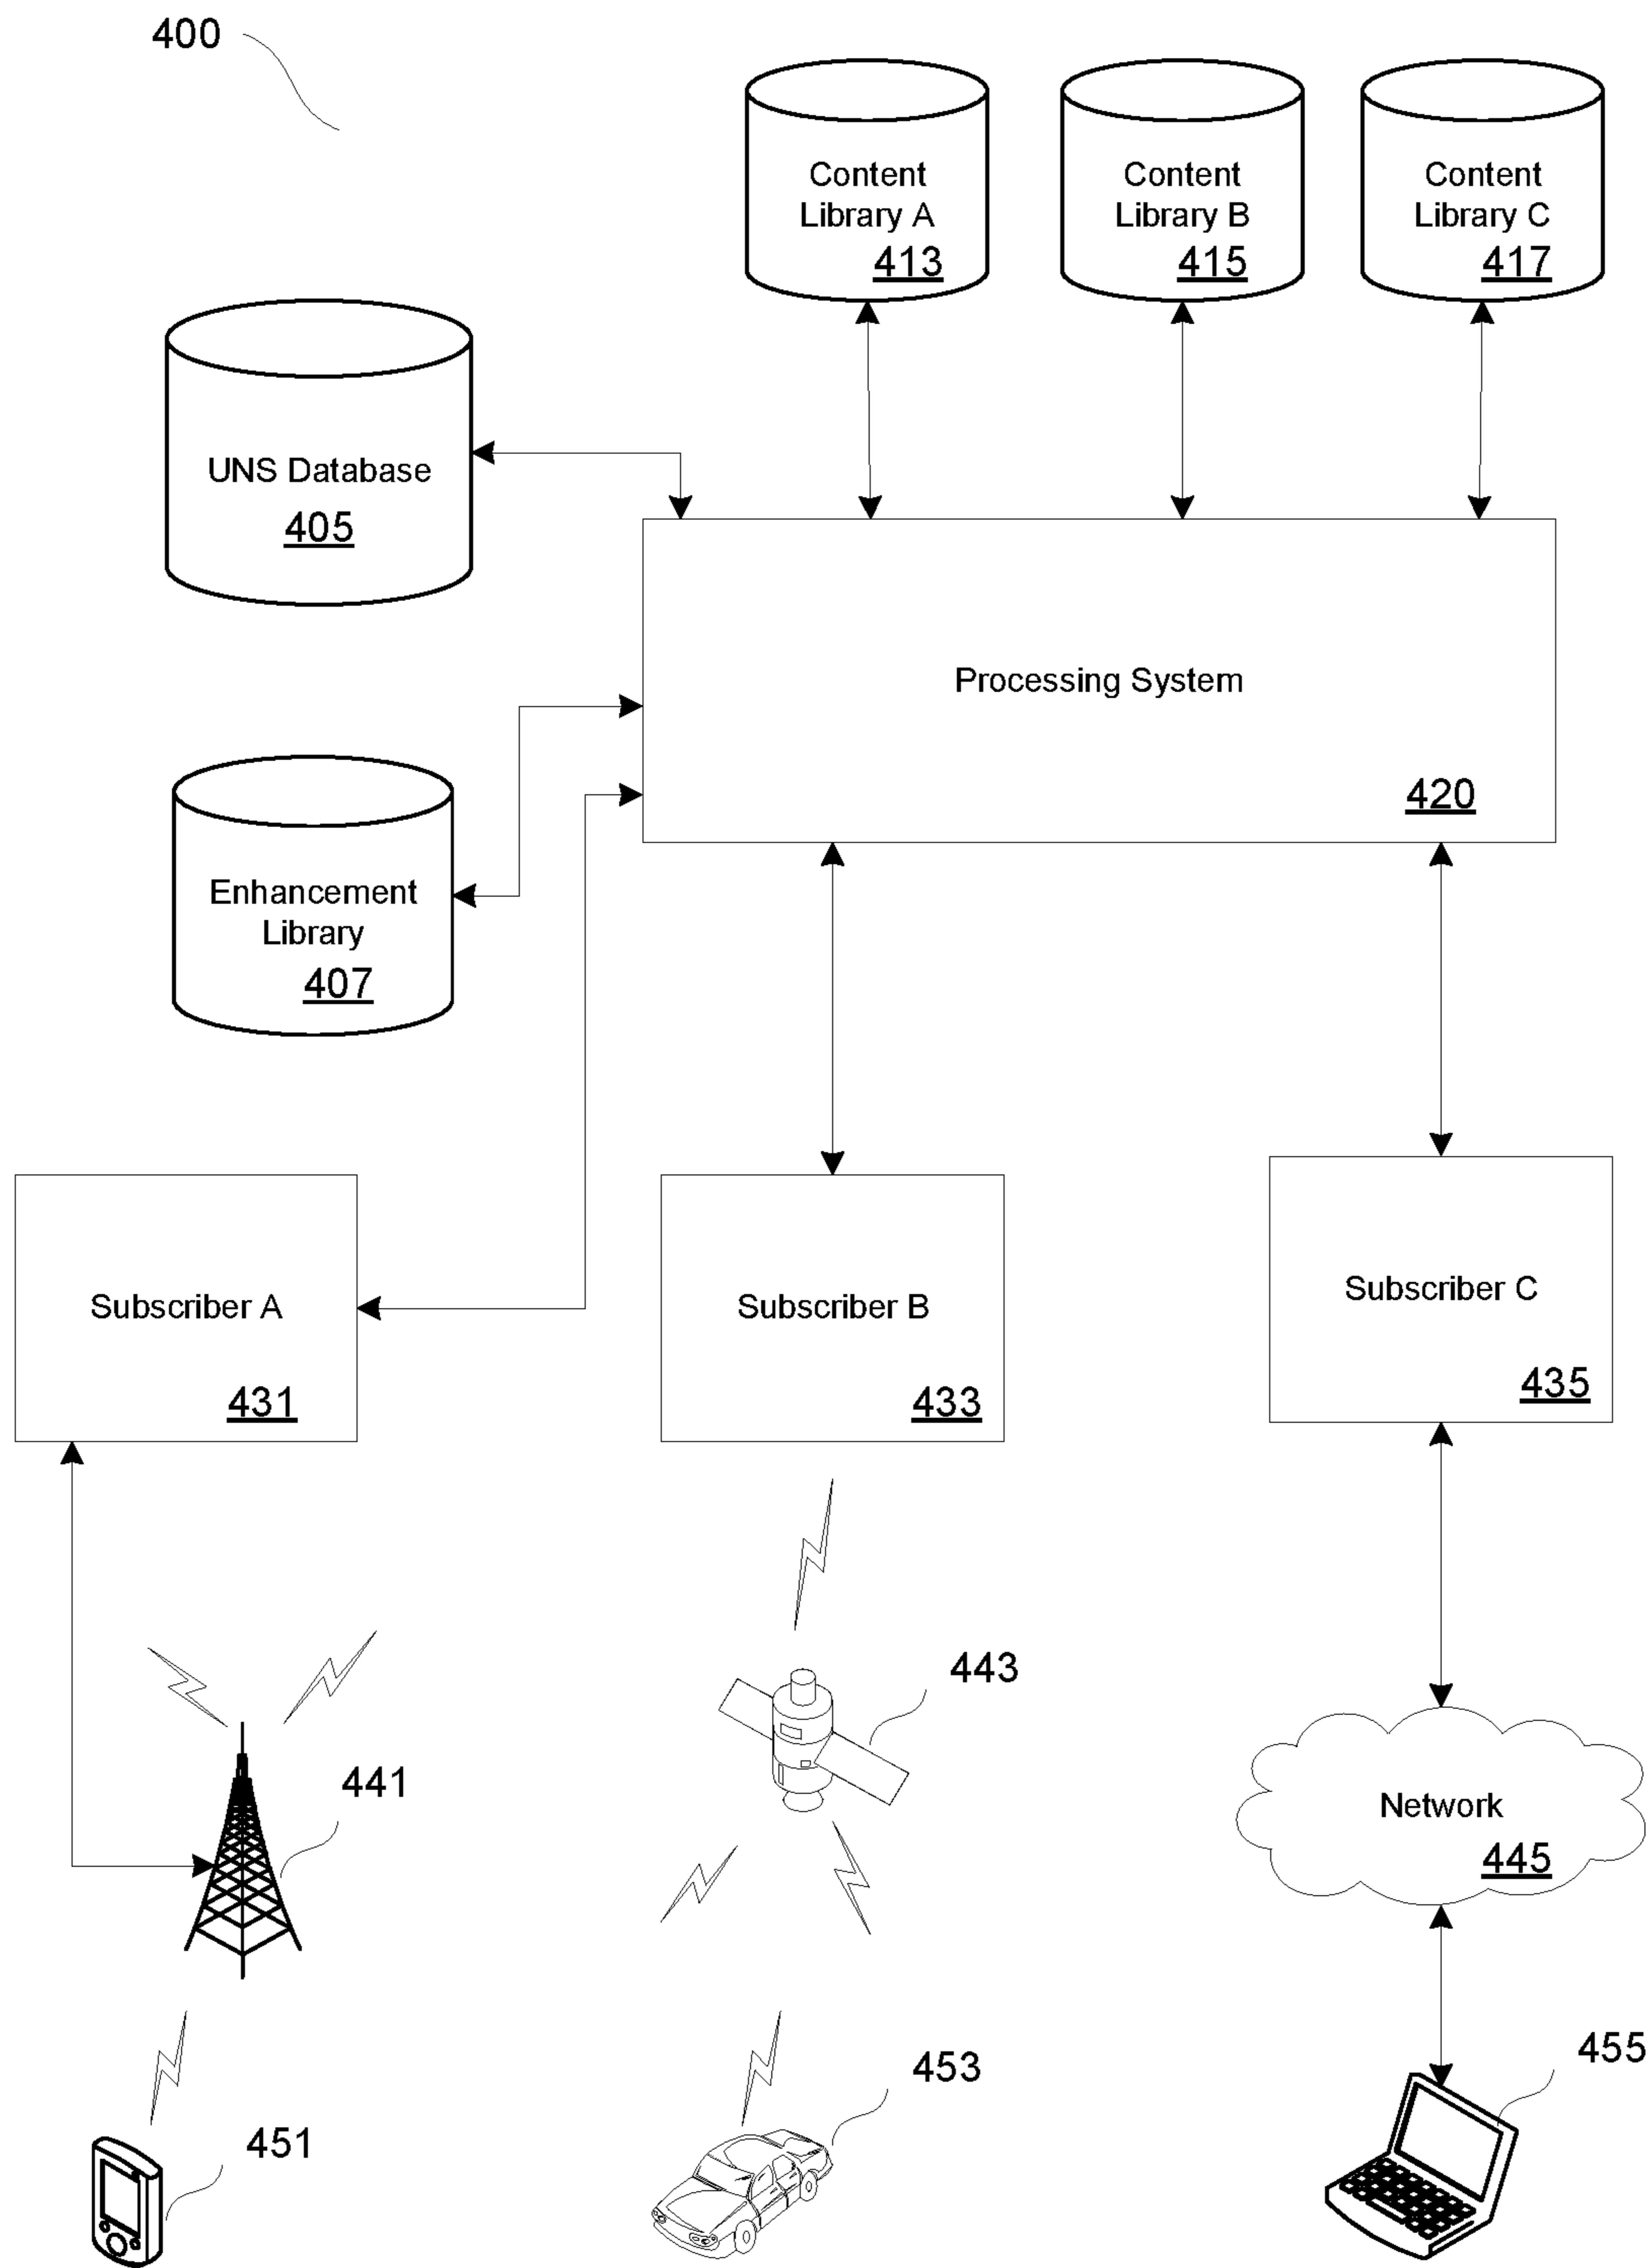 400
Content
Library A
413
Content
Library B
415
Content
Library C
417
UNS Database
405
Processing System
420
Enhancement
Library
407
Subscriber A
431
Subscriber B
433
Subscriber C
435
443
441
Network
445
455
453
451